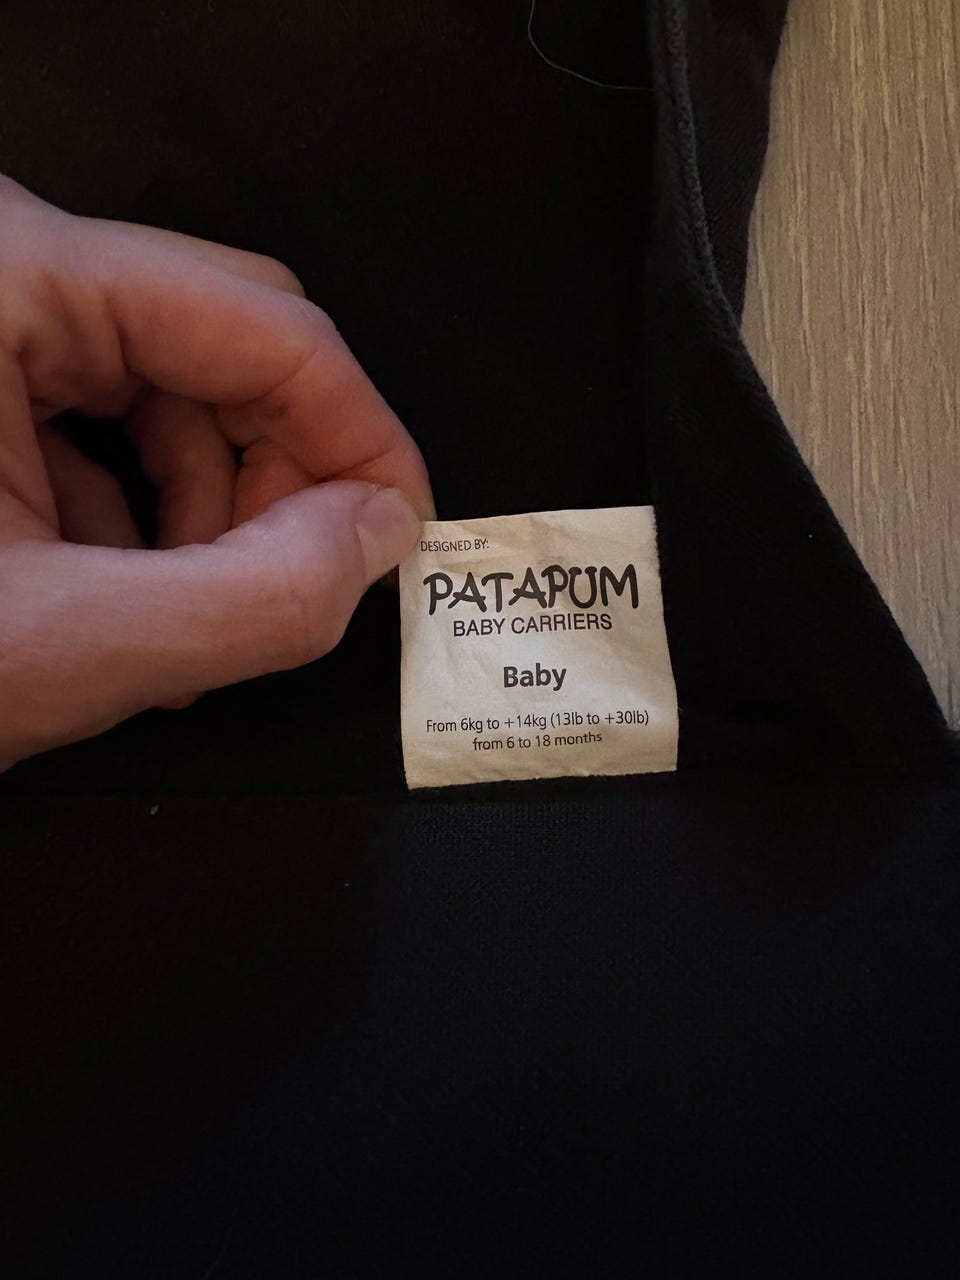 DESIGNED BY:
PATAPUM
BABY CARRIERS
Baby
From 6kg to +14kg (13lb to +30lb)
from 6 to 18 months